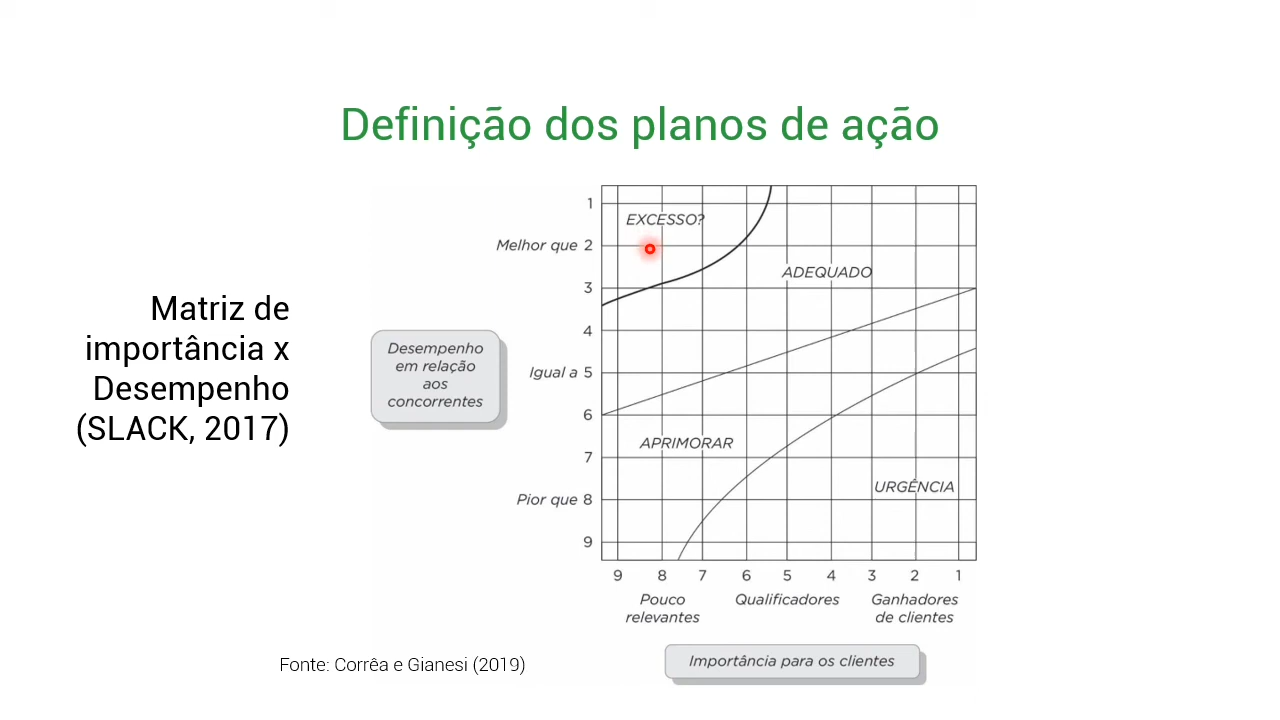 Definição dos planos de ação
Matriz de
importância x
Desempenho
(SLACK, 2017)
Desempenho
em relação
aos
concorrentes
1
Melhor que 2
3
4
Igual a 5
6
7
Pior que 8
9
EXCESSO?
ADEQUADO
APRIMORAR
URGÊNCIA
9 8 7 6 5 4 3 2 1
Pouco
relevantes
Qualificadores
Ganhadores
de clientes
Importância para os clientes
Fonte: Corrêa e Gianesi (2019)